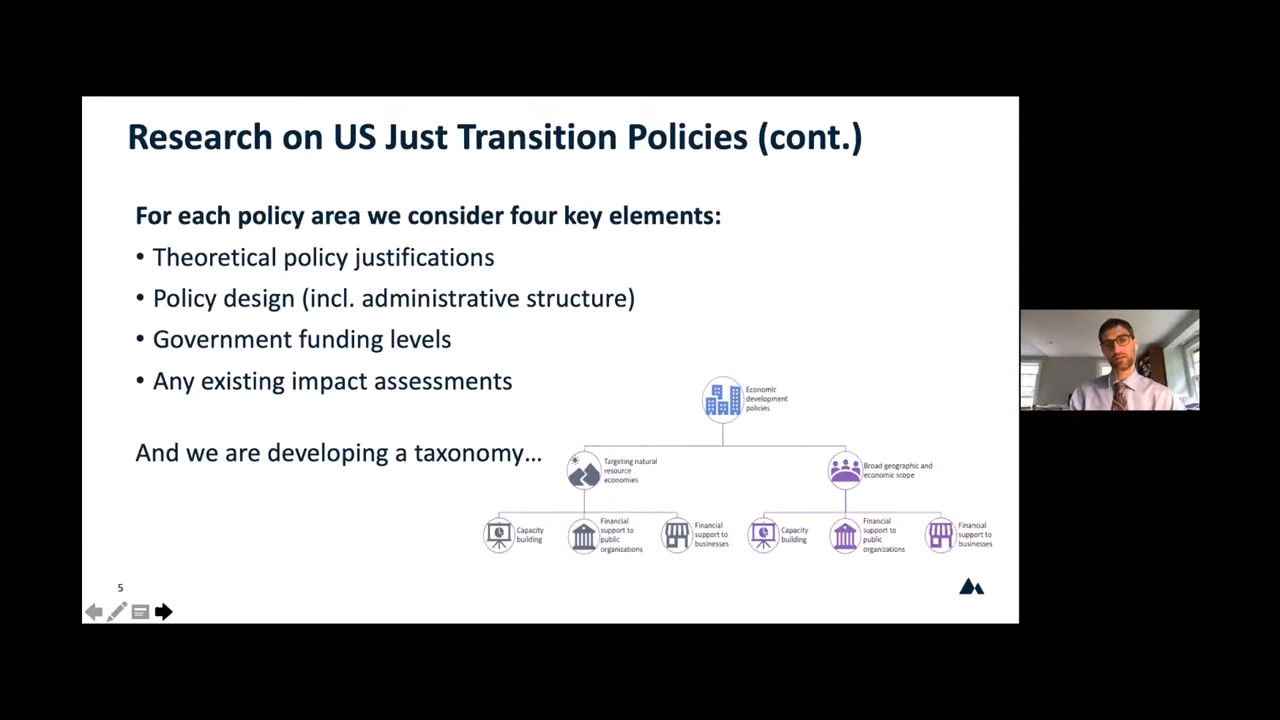 Research on US Just Transition Policies (cont.)
For each policy area we consider four key elements:
• Theoretical policy justifications
• Policy design (incl. administrative structure)
• Government funding levels
• Any existing impact assessments
And we are developing a taxonomy...
Economic
development
policies
Targeting natural
resource
economies
Broad geographic and
economic scope
Capacity
building
Financial
support to
public
organizations
Financial
support to
businesses
Capacity
building
Financial
support to
public
organizations
Financial
support to
businesses
5